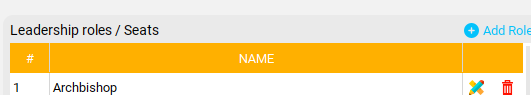 Leadership roles / Seats Add Role
# NAME
1 Archbishop